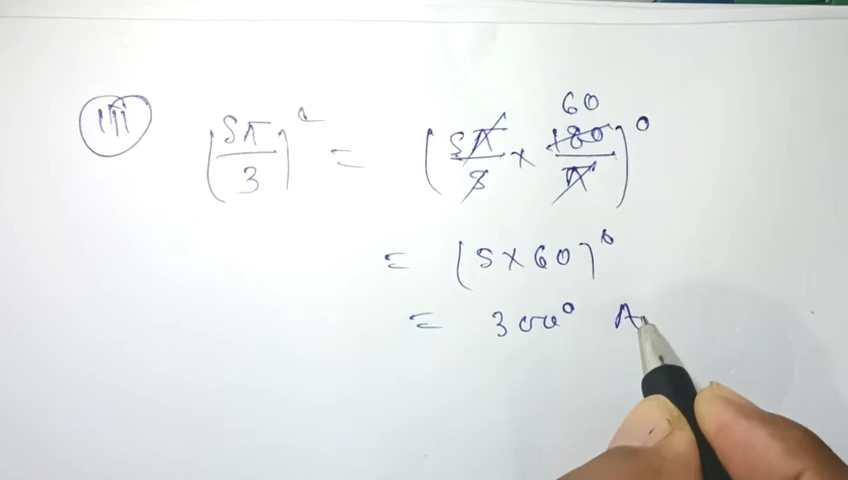 (iii) (5π/3)^c = (5π/3 × 180/π)° 60
= (5×60)°
= 300° A